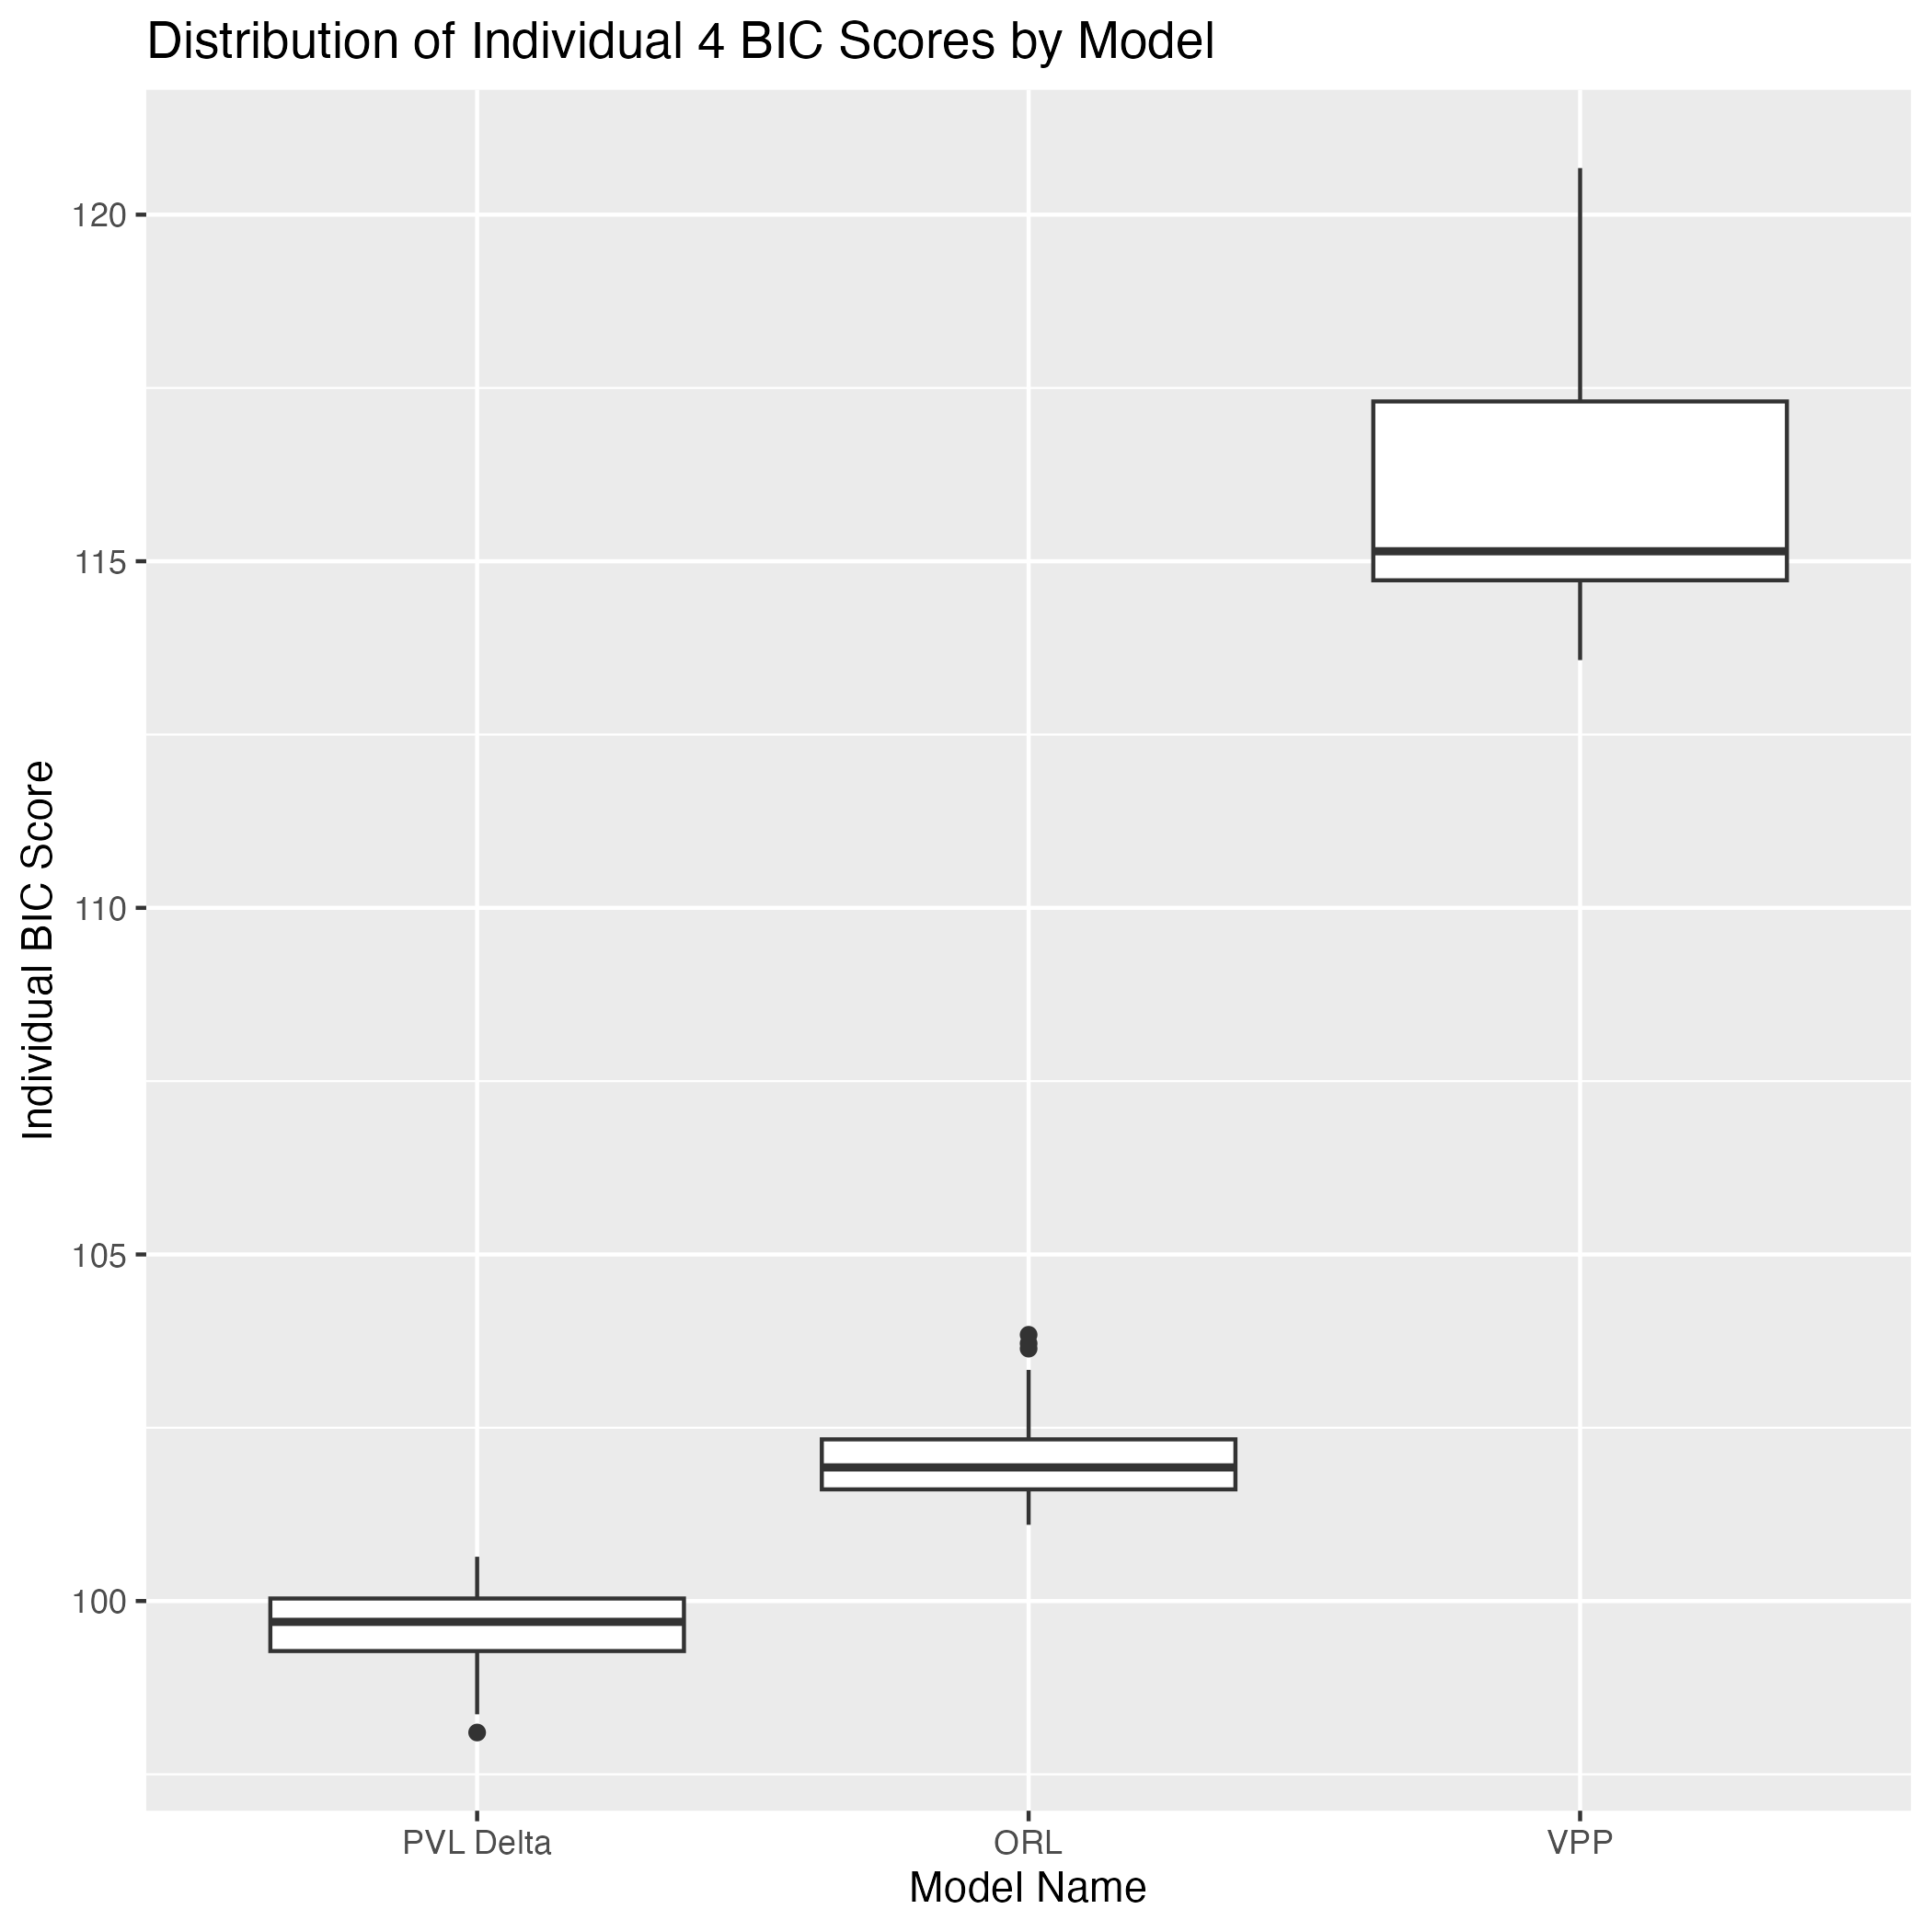 Distribution of Individual 4 BIC Scores by Model
Individual BIC Score
120
115
110
105
100
PVL Delta
ORL
VPP
Model Name